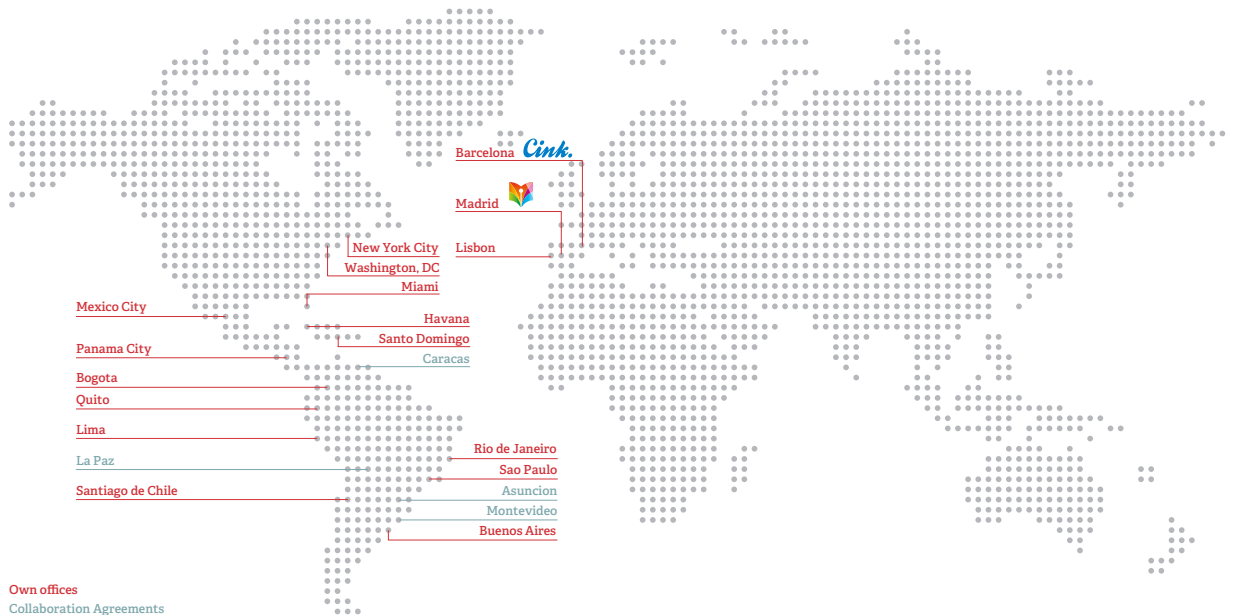 Barcelona Cink.
Madrid
New York City
Lisbon
Washington, DC
Miami
Mexico City
Havana
Santo Domingo
Panama City
Caracas
Bogota
Quito
Lima
Rio de Janeiro
La Paz
Sao Paulo
Santiago de Chile
Asuncion
Montevideo
Buenos Aires
Own offices
Collaboration Agreements